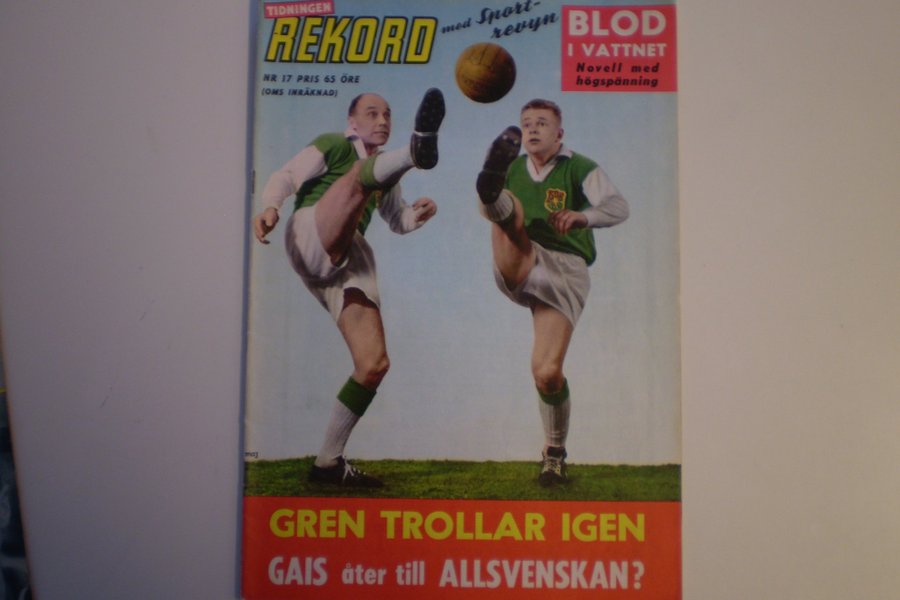 TIDNINGEN
REKORD
med Sport-
revyn
NR 17 PRIS 65 ÖRE
(OMS INRÄKNAD)
BLOD
I VATTNET
Novell med
högspänning
maj
GREN TROLLAR IGEN
GAIS åter till ALLSVENSKAN?